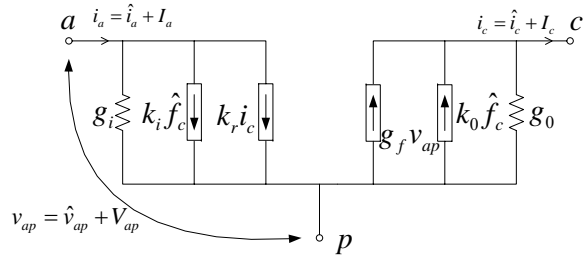 a
i_a = î_a + I_a
i_c = î_c + I_c
c
g_i
k_i f̂_c
k_r i_c
g_f v_ap
k_0 f̂_c
g_0
v_ap = v̂_ap + V_ap
p